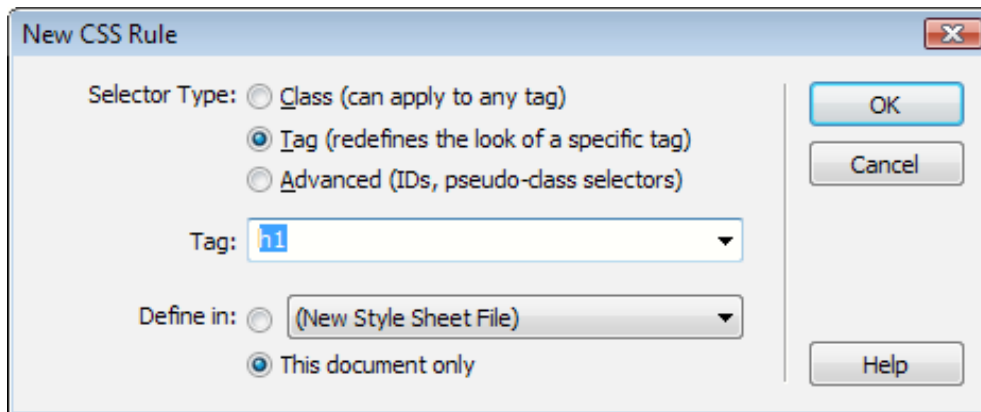 New CSS Rule
Selector Type: Class (can apply to any tag)
Tag (redefines the look of a specific tag)
Advanced (IDs, pseudo-class selectors)
OK
Cancel
Tag: h1
Define in: (New Style Sheet File)
This document only
Help